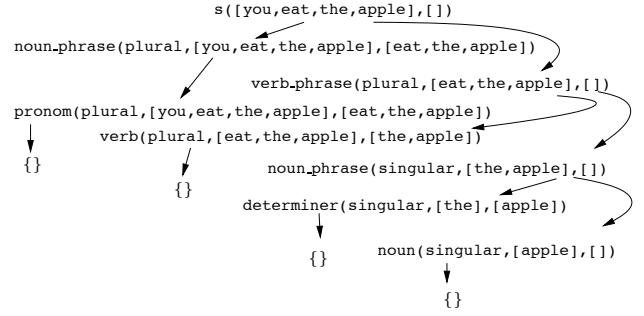 s([you,eat,the,apple],[])
noun_phrase(plural,[you,eat,the,apple],[eat,the,apple])
verb_phrase(plural,[eat,the,apple],[])
pronom(plural,[you,eat,the,apple],[eat,the,apple])
verb(plural,[eat,the,apple],[the,apple])
{}
noun_phrase(singular,[the,apple],[])
{}
determiner(singular,[the],[apple])
noun(singular,[apple],[])
{}
{}